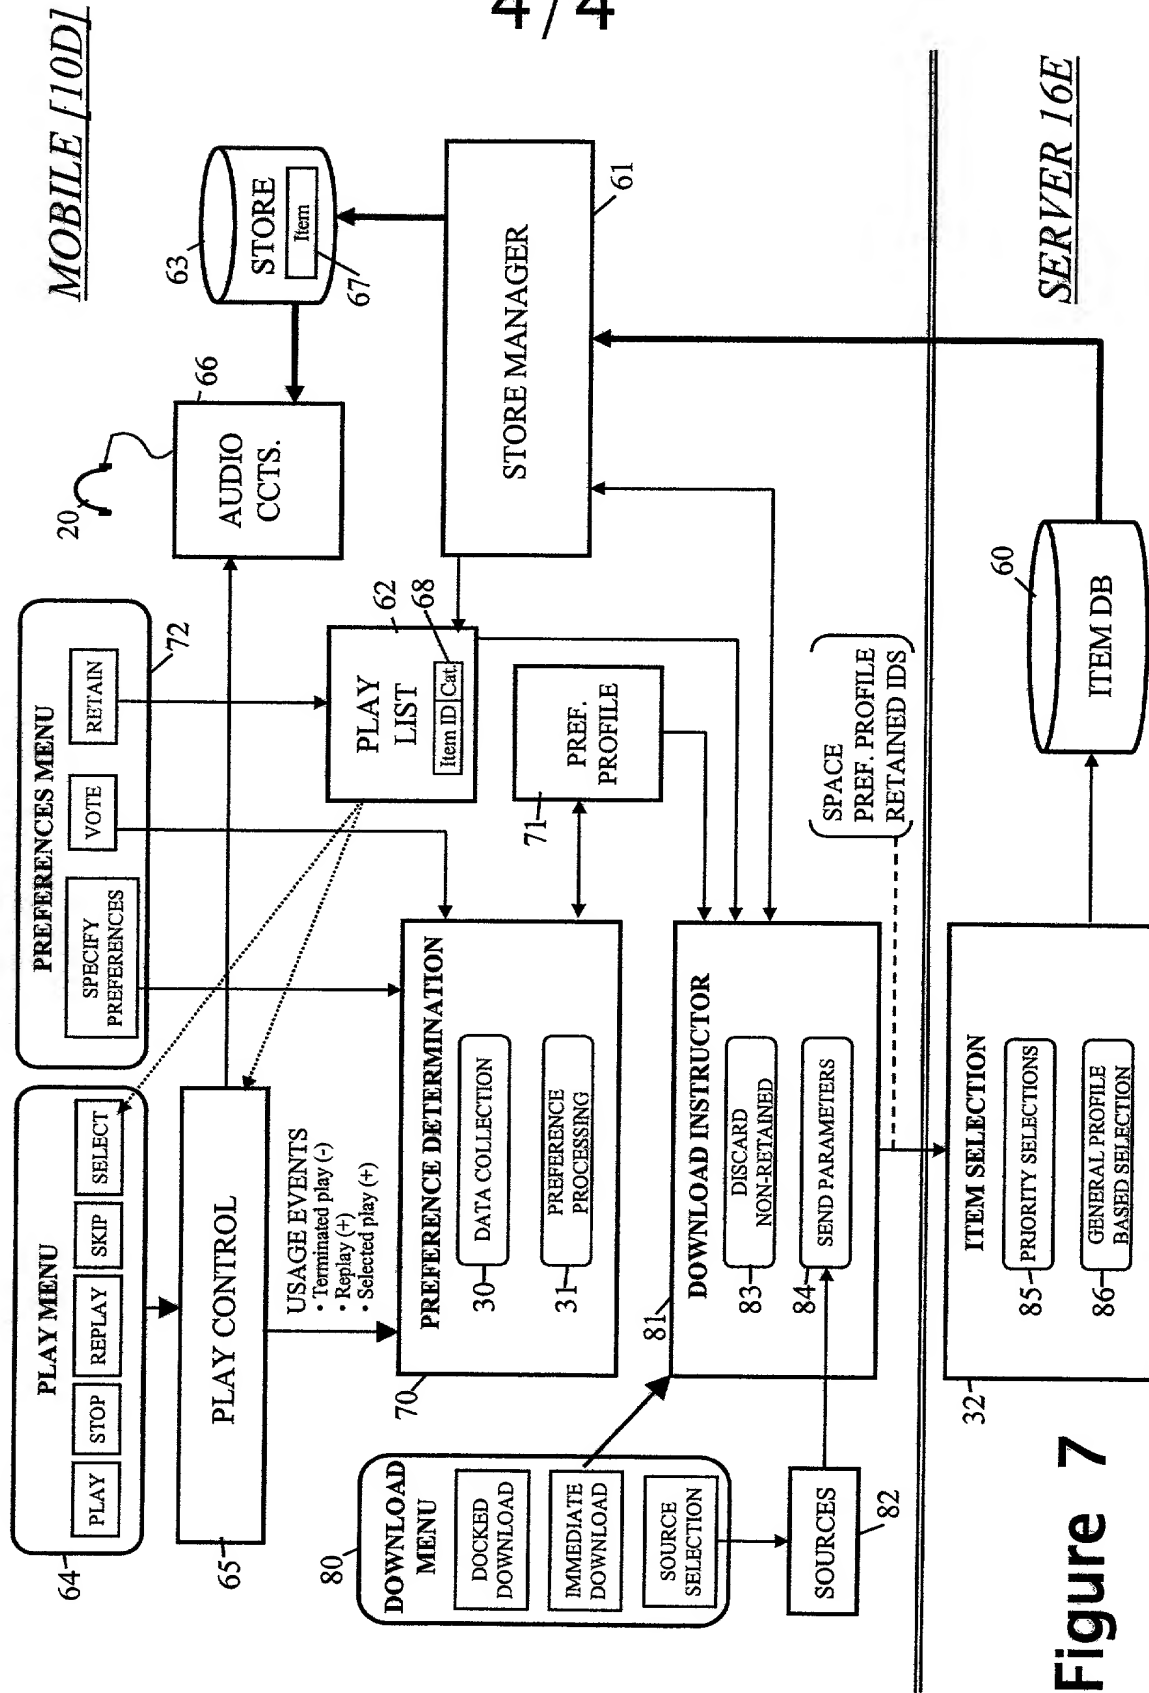 4/4
MOBILE [10D]
PLAY MENU
PLAY
STOP
REPLAY
SKIP
SELECT
64
PREFERENCES MENU
SPECIFY
PREFERENCES
VOTE
RETAIN
72
20
PLAY CONTROL
65
AUDIO
CCTS.
66
63
STORE
Item
67
USAGE EVENTS
• Terminated play (-)
• Replay (+)
• Selected play (+)
PLAY
LIST
Item ID
Cat.
62
68
STORE MANAGER
61
PREFERENCE DETERMINATION
DATA COLLECTION
30
PREFERENCE
PROCESSING
31
70
PREF.
PROFILE
71
DOWNLOAD
MENU
DOCKED
DOWNLOAD
IMMEDIATE
DOWNLOAD
SOURCE
SELECTION
80
SOURCES
82
DOWNLOAD INSTRUCTOR
DISCARD
NON-RETAINED
83
SEND PARAMETERS
84
81
SPACE
PREF. PROFILE
RETAINED IDS
SERVER 16E
ITEM SELECTION
PRIORITY SELECTIONS
85
GENERAL PROFILE
BASED SELECTION
86
32
ITEM DB
60
Figure 7